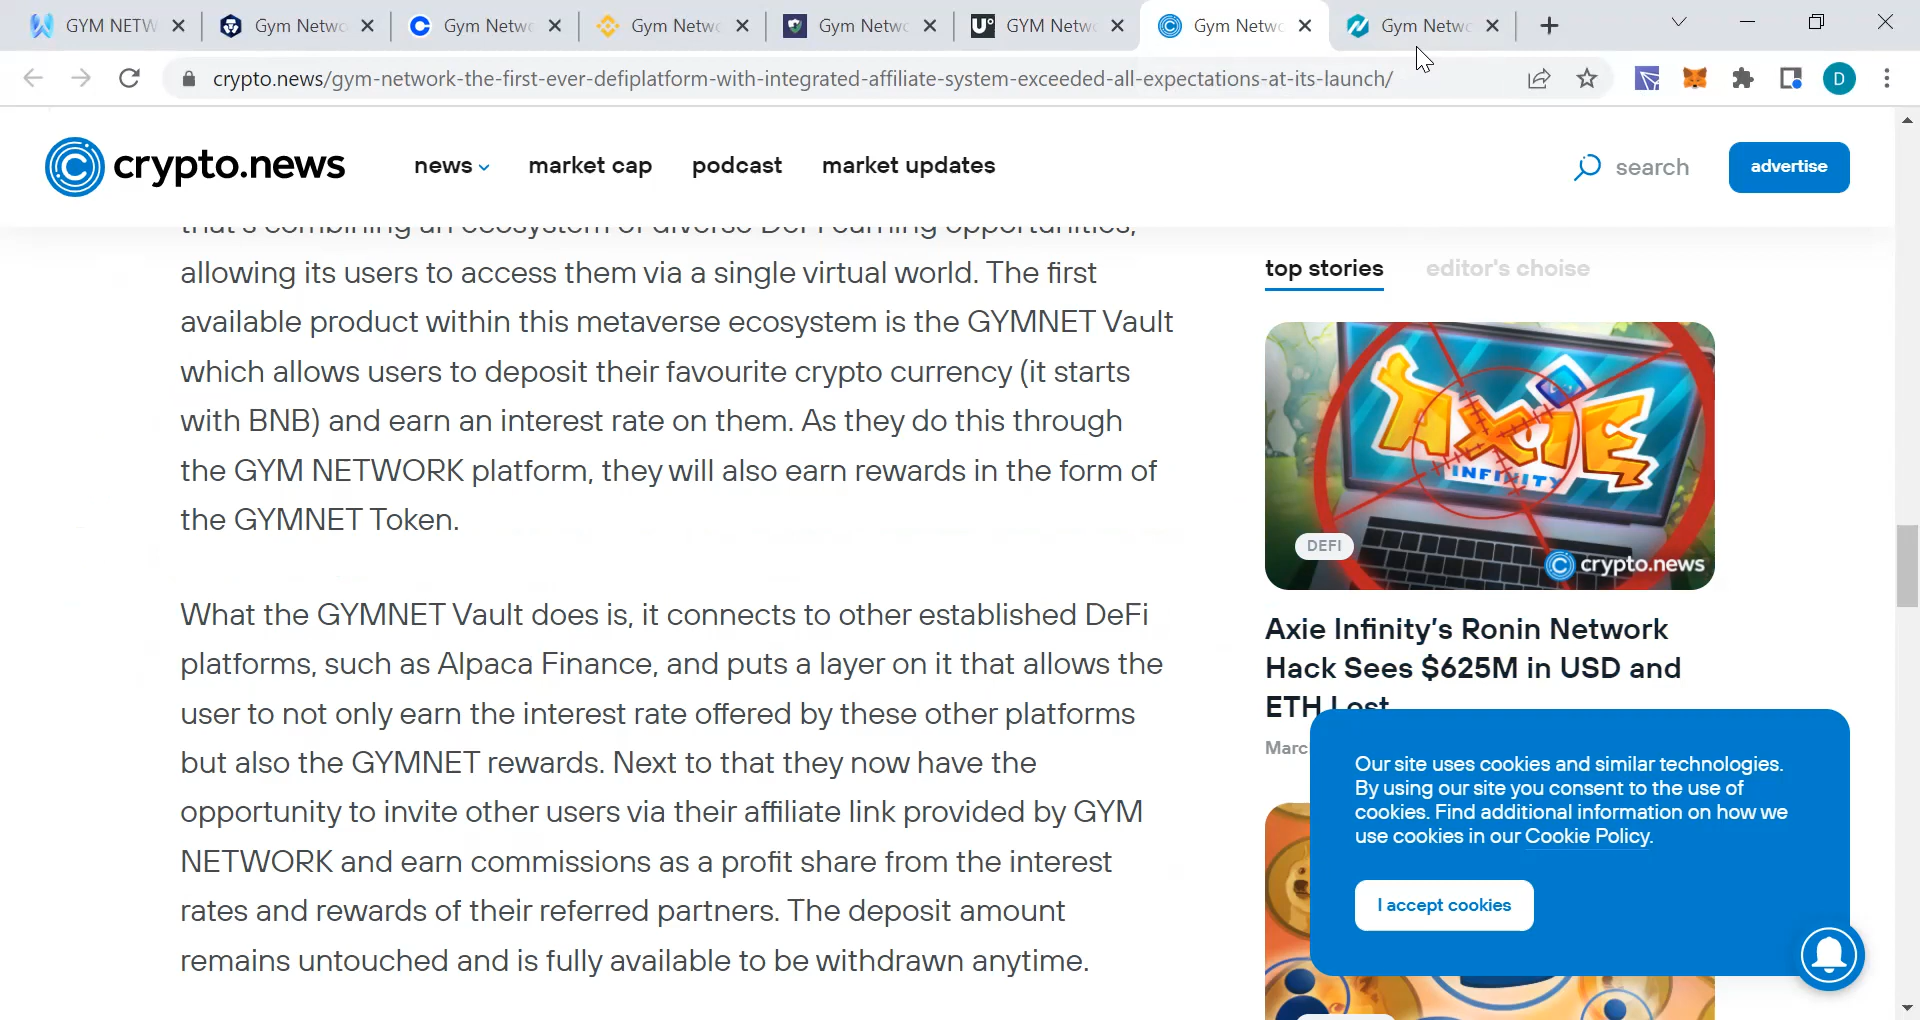 GYM NETW
Gym Netwo
Gym Netwo
Gym Netwo
Gym Netwo
GYM Netwo
Gym Netwo
Gym Netwo
crypto.news/gym-network-the-first-ever-defiplatform-with-integrated-affiliate-system-exceeded-all-expectations-at-its-launch/
D
crypto.news
news
market cap
podcast
market updates
search
advertise
that's combining an ecosystem of diverse DeFi earning opportunities,
allowing its users to access them via a single virtual world. The first
available product within this metaverse ecosystem is the GYMNET Vault
which allows users to deposit their favourite crypto currency (it starts
with BNB) and earn an interest rate on them. As they do this through
the GYM NETWORK platform, they will also earn rewards in the form of
the GYMNET Token.
What the GYMNET Vault does is, it connects to other established DeFi
platforms, such as Alpaca Finance, and puts a layer on it that allows the
user to not only earn the interest rate offered by these other platforms
but also the GYMNET rewards. Next to that they now have the
opportunity to invite other users via their affiliate link provided by GYM
NETWORK and earn commissions as a profit share from the interest
rates and rewards of their referred partners. The deposit amount
remains untouched and is fully available to be withdrawn anytime.
top stories
editor's choise
AXIE
INFINITY
DEFI
crypto.news
Axie Infinity's Ronin Network
Hack Sees $625M in USD and
ETH Lost
Marc
Our site uses cookies and similar technologies.
By using our site you consent to the use of
cookies. Find additional information on how we
use cookies in our Cookie Policy.
I accept cookies